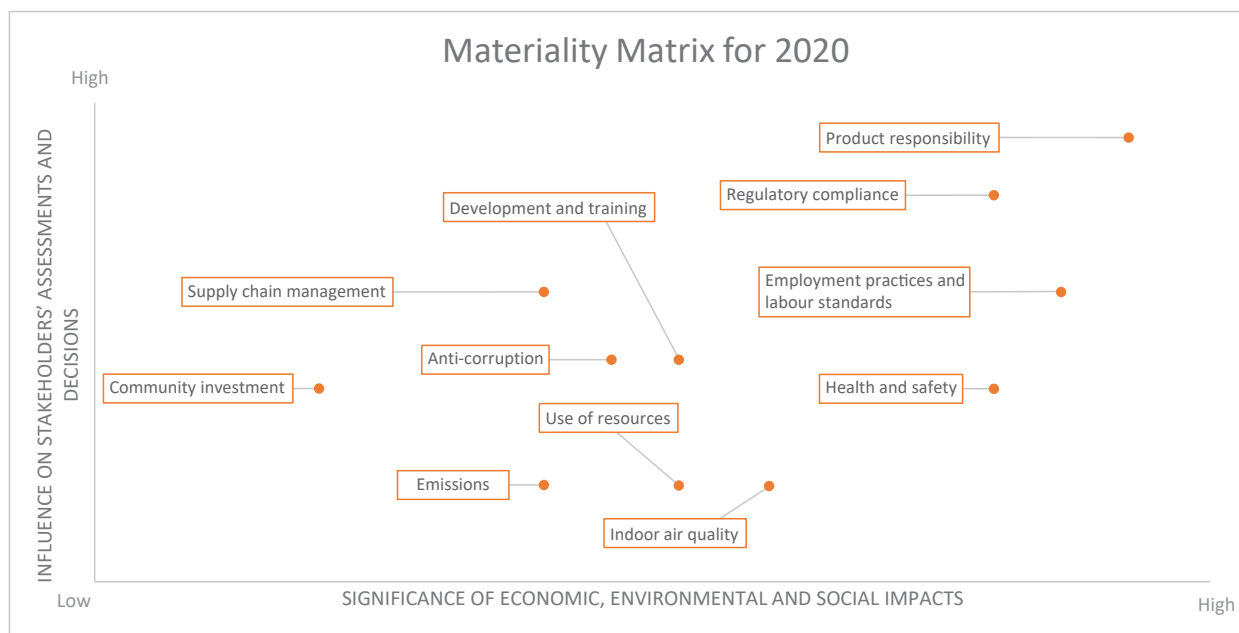 Materiality Matrix for 2020
High
INFLUENCE ON STAKEHOLDERS’ ASSESSMENTS AND
DECISIONS
Product responsibility
Regulatory compliance
Development and training
Supply chain management
Employment practices and
labour standards
Anti-corruption
Community investment
Health and safety
Use of resources
Emissions
Indoor air quality
Low
SIGNIFICANCE OF ECONOMIC, ENVIRONMENTAL AND SOCIAL IMPACTS
High